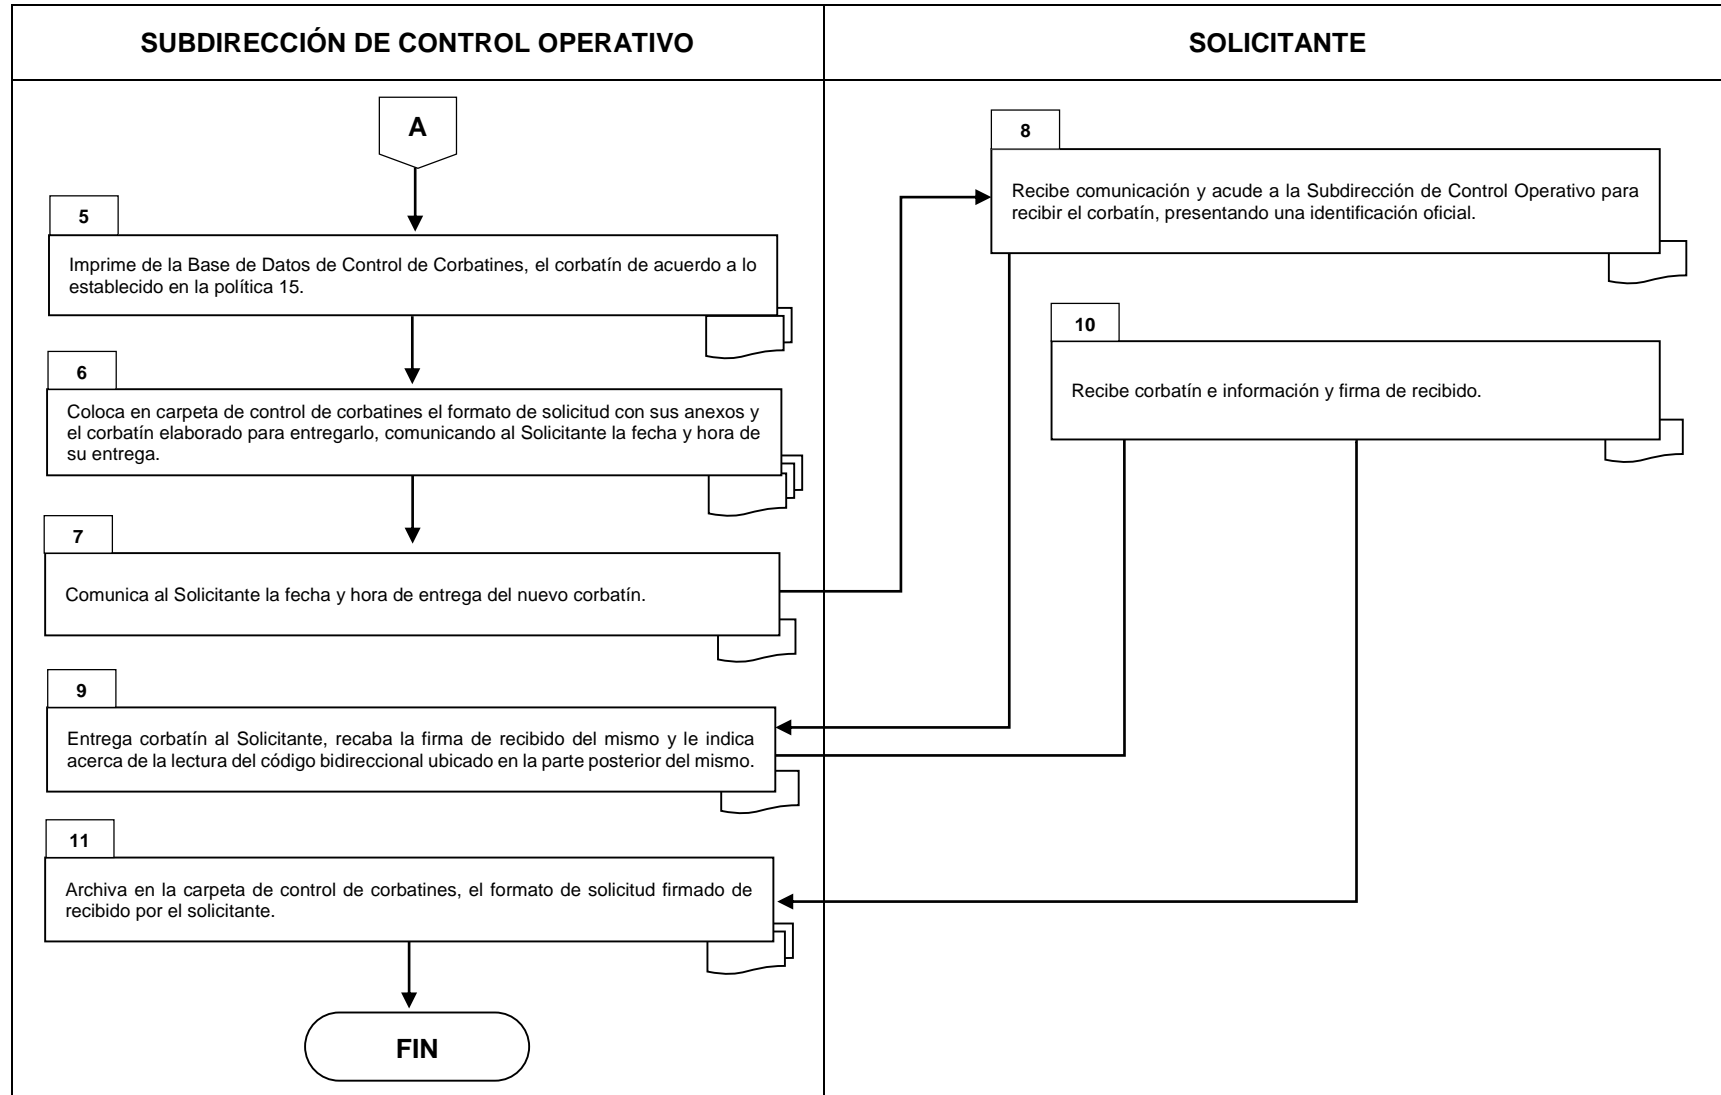 SUBDIRECCIÓN DE CONTROL OPERATIVO
SOLICITANTE
A
5
Imprime de la Base de Datos de Control de Corbatines, el corbatín de acuerdo a lo
establecido en la política 15.
6
Coloca en carpeta de control de corbatines el formato de solicitud con sus anexos y
el corbatín elaborado para entregarlo, comunicando al Solicitante la fecha y hora de
su entrega.
7
Comunica al Solicitante la fecha y hora de entrega del nuevo corbatín.
8
Recibe comunicación y acude a la Subdirección de Control Operativo para
recibir el corbatín, presentando una identificación oficial.
9
Entrega corbatín al Solicitante, recaba la firma de recibido del mismo y le indica
acerca de la lectura del código bidireccional ubicado en la parte posterior del mismo.
10
Recibe corbatín e información y firma de recibido.
11
Archiva en la carpeta de control de corbatines, el formato de solicitud firmado de
recibido por el solicitante.
FIN